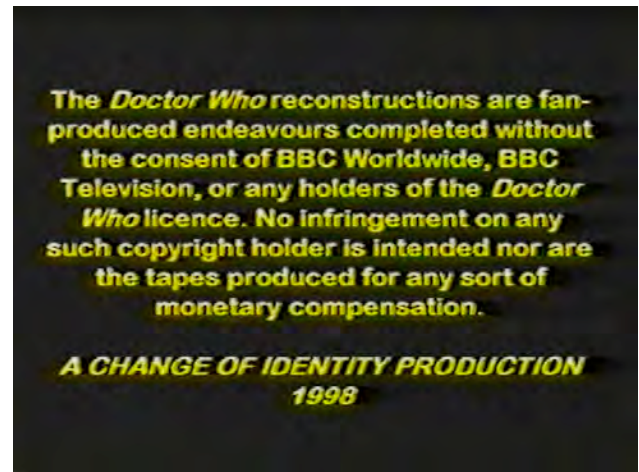 The Doctor Who reconstructions are fan-
produced endeavours completed without
the consent of BBC Worldwide, BBC
Television, or any holders of the Doctor
Who licence. No infringement on any
such copyright holder is intended nor are
the tapes produced for any sort of
monetary compensation.
A CHANGE OF IDENTITY PRODUCTION
1998